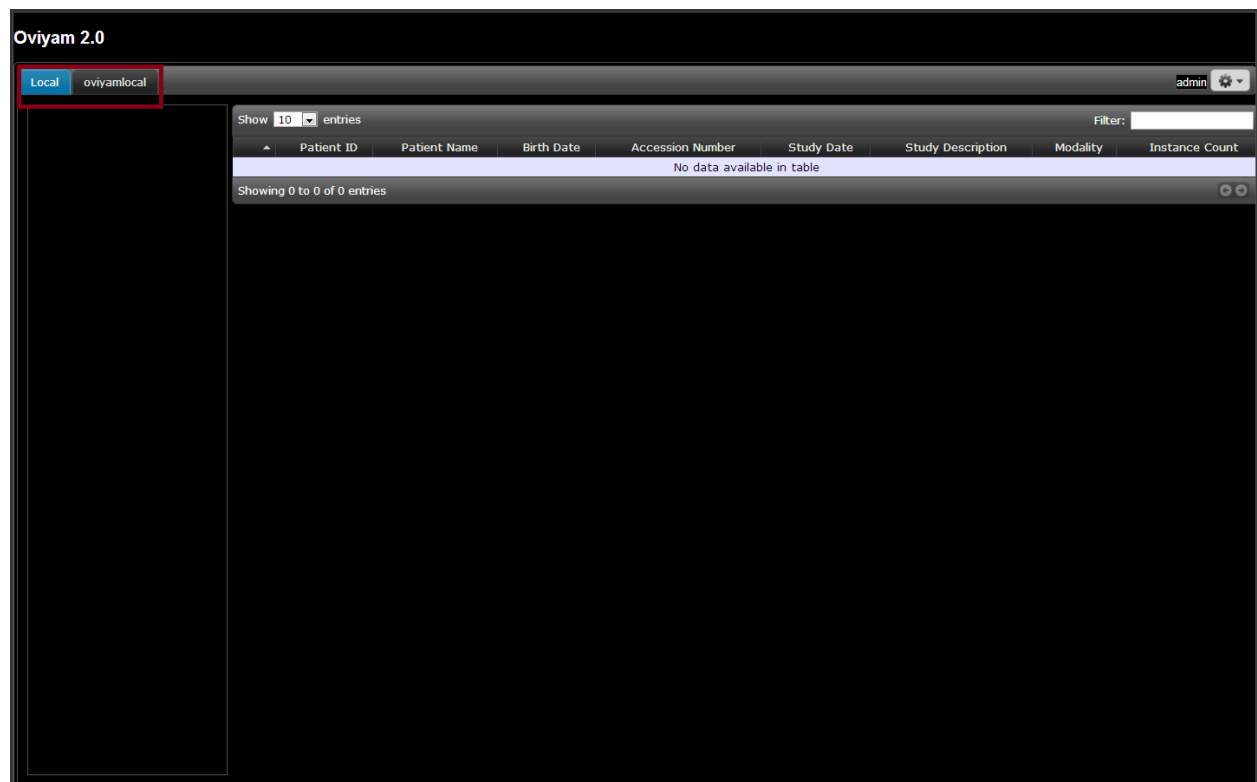 Oviyam 2.0
Local oviyamlocal admin
Show 10 entries Filter:
Patient ID Patient Name Birth Date Accession Number Study Date Study Description Modality Instance Count
No data available in table
Showing 0 to 0 of 0 entries